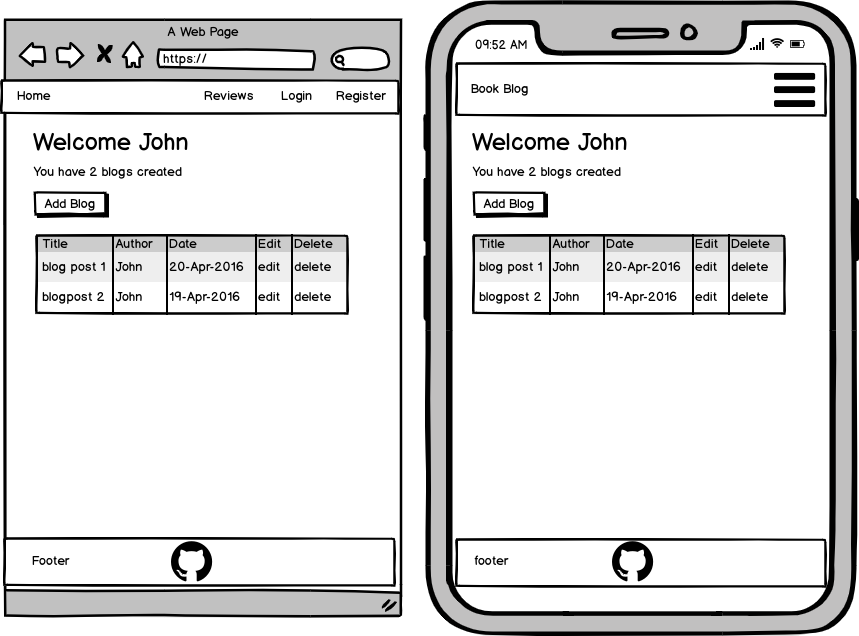 A Web Page
https://
Home Reviews Login Register
Welcome John
You have 2 blogs created
Add Blog
Title Author Date Edit Delete
blog post 1 John 20-Apr-2016 edit delete
blogpost 2 John 19-Apr-2016 edit delete
Footer
09:52 AM
Book Blog
Welcome John
You have 2 blogs created
Add Blog
Title Author Date Edit Delete
blog post 1 John 20-Apr-2016 edit delete
blogpost 2 John 19-Apr-2016 edit delete
footer